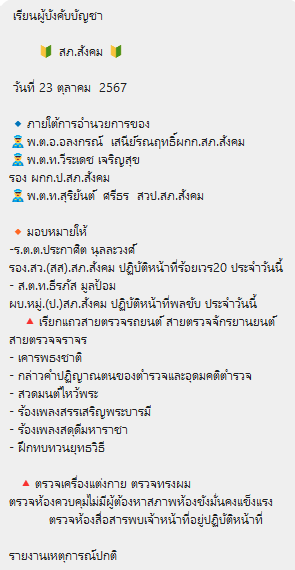 เรียนผู้บังคับบัญชา
🔰 สภ.สังคม 🔰
วันที่ 23 ตุลาคม 2567
🔹ภายใต้การอำนวยการของ
👮พ.ต.อ.อลงกรณ์ เสนีย์รณฤทธิ์ผกก.สภ.สังคม
👮พ.ต.ท.วีระเดช เจริญสุข
รอง ผกก.ป.สภ.สังคม
👮พ.ต.ท.สุริยันต์ ศรีธร สวป.สภ.สังคม
🔸มอบหมายให้
-ร.ต.ต.ประกาศิต นุลละวงศ์
รอง.สว.(สส).สภ.สังคม ปฏิบัติหน้าที่ร้อยเวร20 ประจำวันนี้
- ส.ต.ท.ธีรภัส มูลป้อม
ผบ.หมู่.(ป.)สภ.สังคม ปฏิบัติหน้าที่พลขับ ประจำวันนี้
🔺เรียกแถวสายตรวจรถยนต์ สายตรวจจักรยานยนต์
สายตรวจจราจร
- เคารพธงชาติ
- กล่าวคำปฏิญาณตนของตำรวจและอุดมคติตำรวจ
- สวดมนต์ไหว้พระ
- ร้องเพลงสรรเสริญพระบารมี
- ร้องเพลงสดุดีมหาราชา
- ฝึกทบทวนยุทธวิธี
🔺ตรวจเครื่องแต่งกาย ตรวจทรงผม
ตรวจห้องควบคุมไม่มีผู้ต้องหาสภาพห้องขังมั่นคงแข็งแรง
ตรวจห้องสื่อสารพบเจ้าหน้าที่อยู่ปฏิบัติหน้าที่
รายงานเหตุการณ์ปกติ